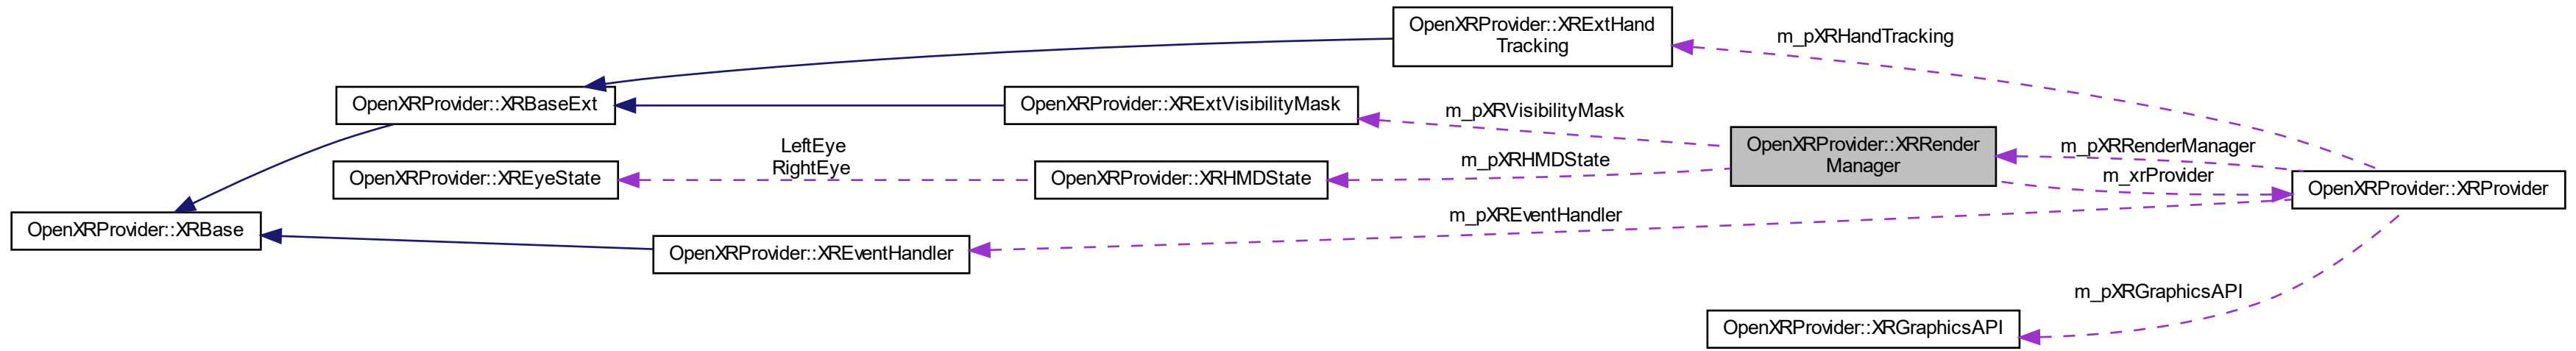 OpenXRProvider::XRExtHand
Tracking
m_pXRHandTracking
OpenXRProvider::XRBaseExt
OpenXRProvider::XRExtVisibilityMask
m_pXRVisibilityMask
OpenXRProvider::XRRender
Manager
m_pXRRenderManager
LeftEye
RightEye
m_pXRHMDState
OpenXRProvider::XREyeState
OpenXRProvider::XRHMDState
m_xrProvider
OpenXRProvider::XRProvider
OpenXRProvider::XRBase
m_pXREventHandler
OpenXRProvider::XREventHandler
m_pXRGraphicsAPI
OpenXRProvider::XRGraphicsAPI